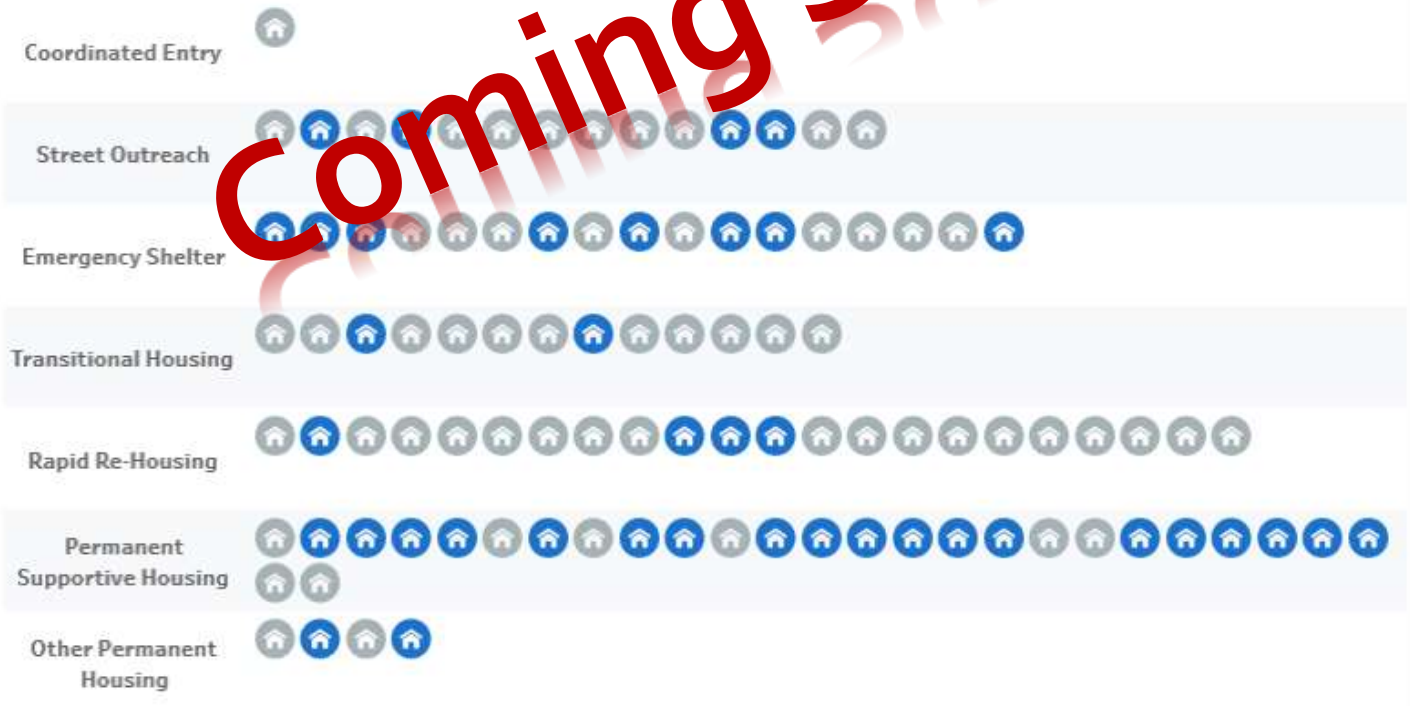 Coming
Coordinated Entry
Street Outreach
Emergency Shelter
Transitional Housing
Rapid Re-Housing
Permanent
Supportive Housing
Other Permanent
Housing